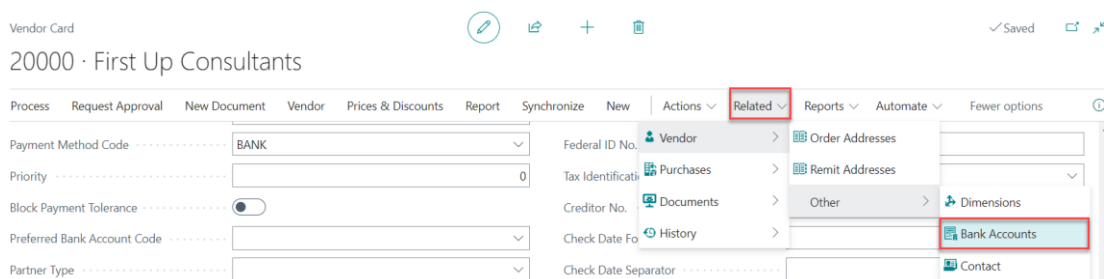 Vendor Card
Saved
20000 · First Up Consultants
Process Request Approval New Document Vendor Prices & Discounts Report Synchronize New Actions Related Reports Automate Fewer options
Payment Method Code BANK
Priority 0
Block Payment Tolerance
Preferred Bank Account Code
Partner Type
Federal ID No.
Tax Identificati
Creditor No.
Check Date Fo
Check Date Separator
Vendor
Purchases
Documents
History
Order Addresses
Remit Addresses
Other
Dimensions
Bank Accounts
Contact